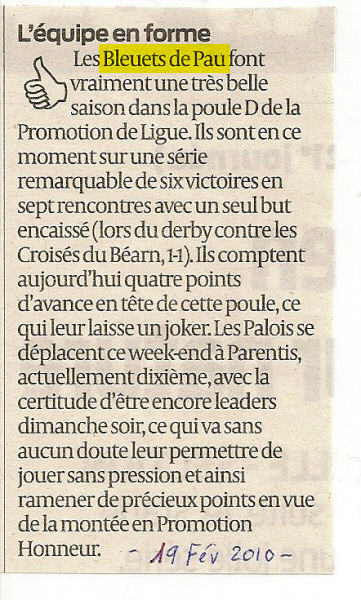 L'équipe en forme
Les Bleuets de Pau font
vraiment une très belle
saison dans la poule D de la
Promotion de Ligue. Ils sont en ce
moment sur une série
remarquable de six victoires en
sept rencontres avec un seul but
encaissé (lors du derby contre les
Croisés du Béarn, 1-1). Ils comptent
aujourd'hui quatre points
d'avance en tête de cette poule, ce
qui leur laisse un joker. Les Palois se
déplacent ce week-end à Parentis,
actuellement dixième, avec la
certitude d'être encore leaders
dimanche soir, ce qui va sans
aucun doute leur permettre de
jouer sans pression et ainsi
ramener de précieux points en vue
de la montée en Promotion
Honneur. - 19 Fév 2010 -